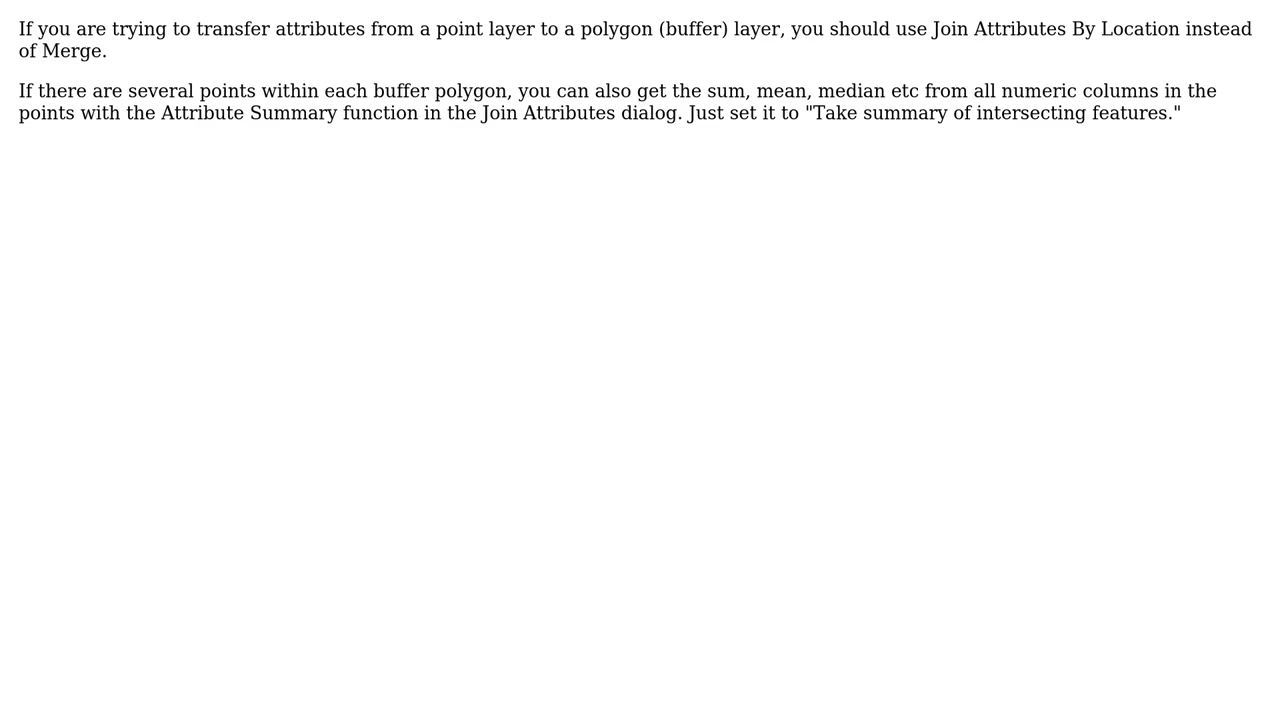 If you are trying to transfer attributes from a point layer to a polygon (buffer) layer, you should use Join Attributes By Location instead
of Merge.
If there are several points within each buffer polygon, you can also get the sum, mean, median etc from all numeric columns in the
points with the Attribute Summary function in the Join Attributes dialog. Just set it to "Take summary of intersecting features."